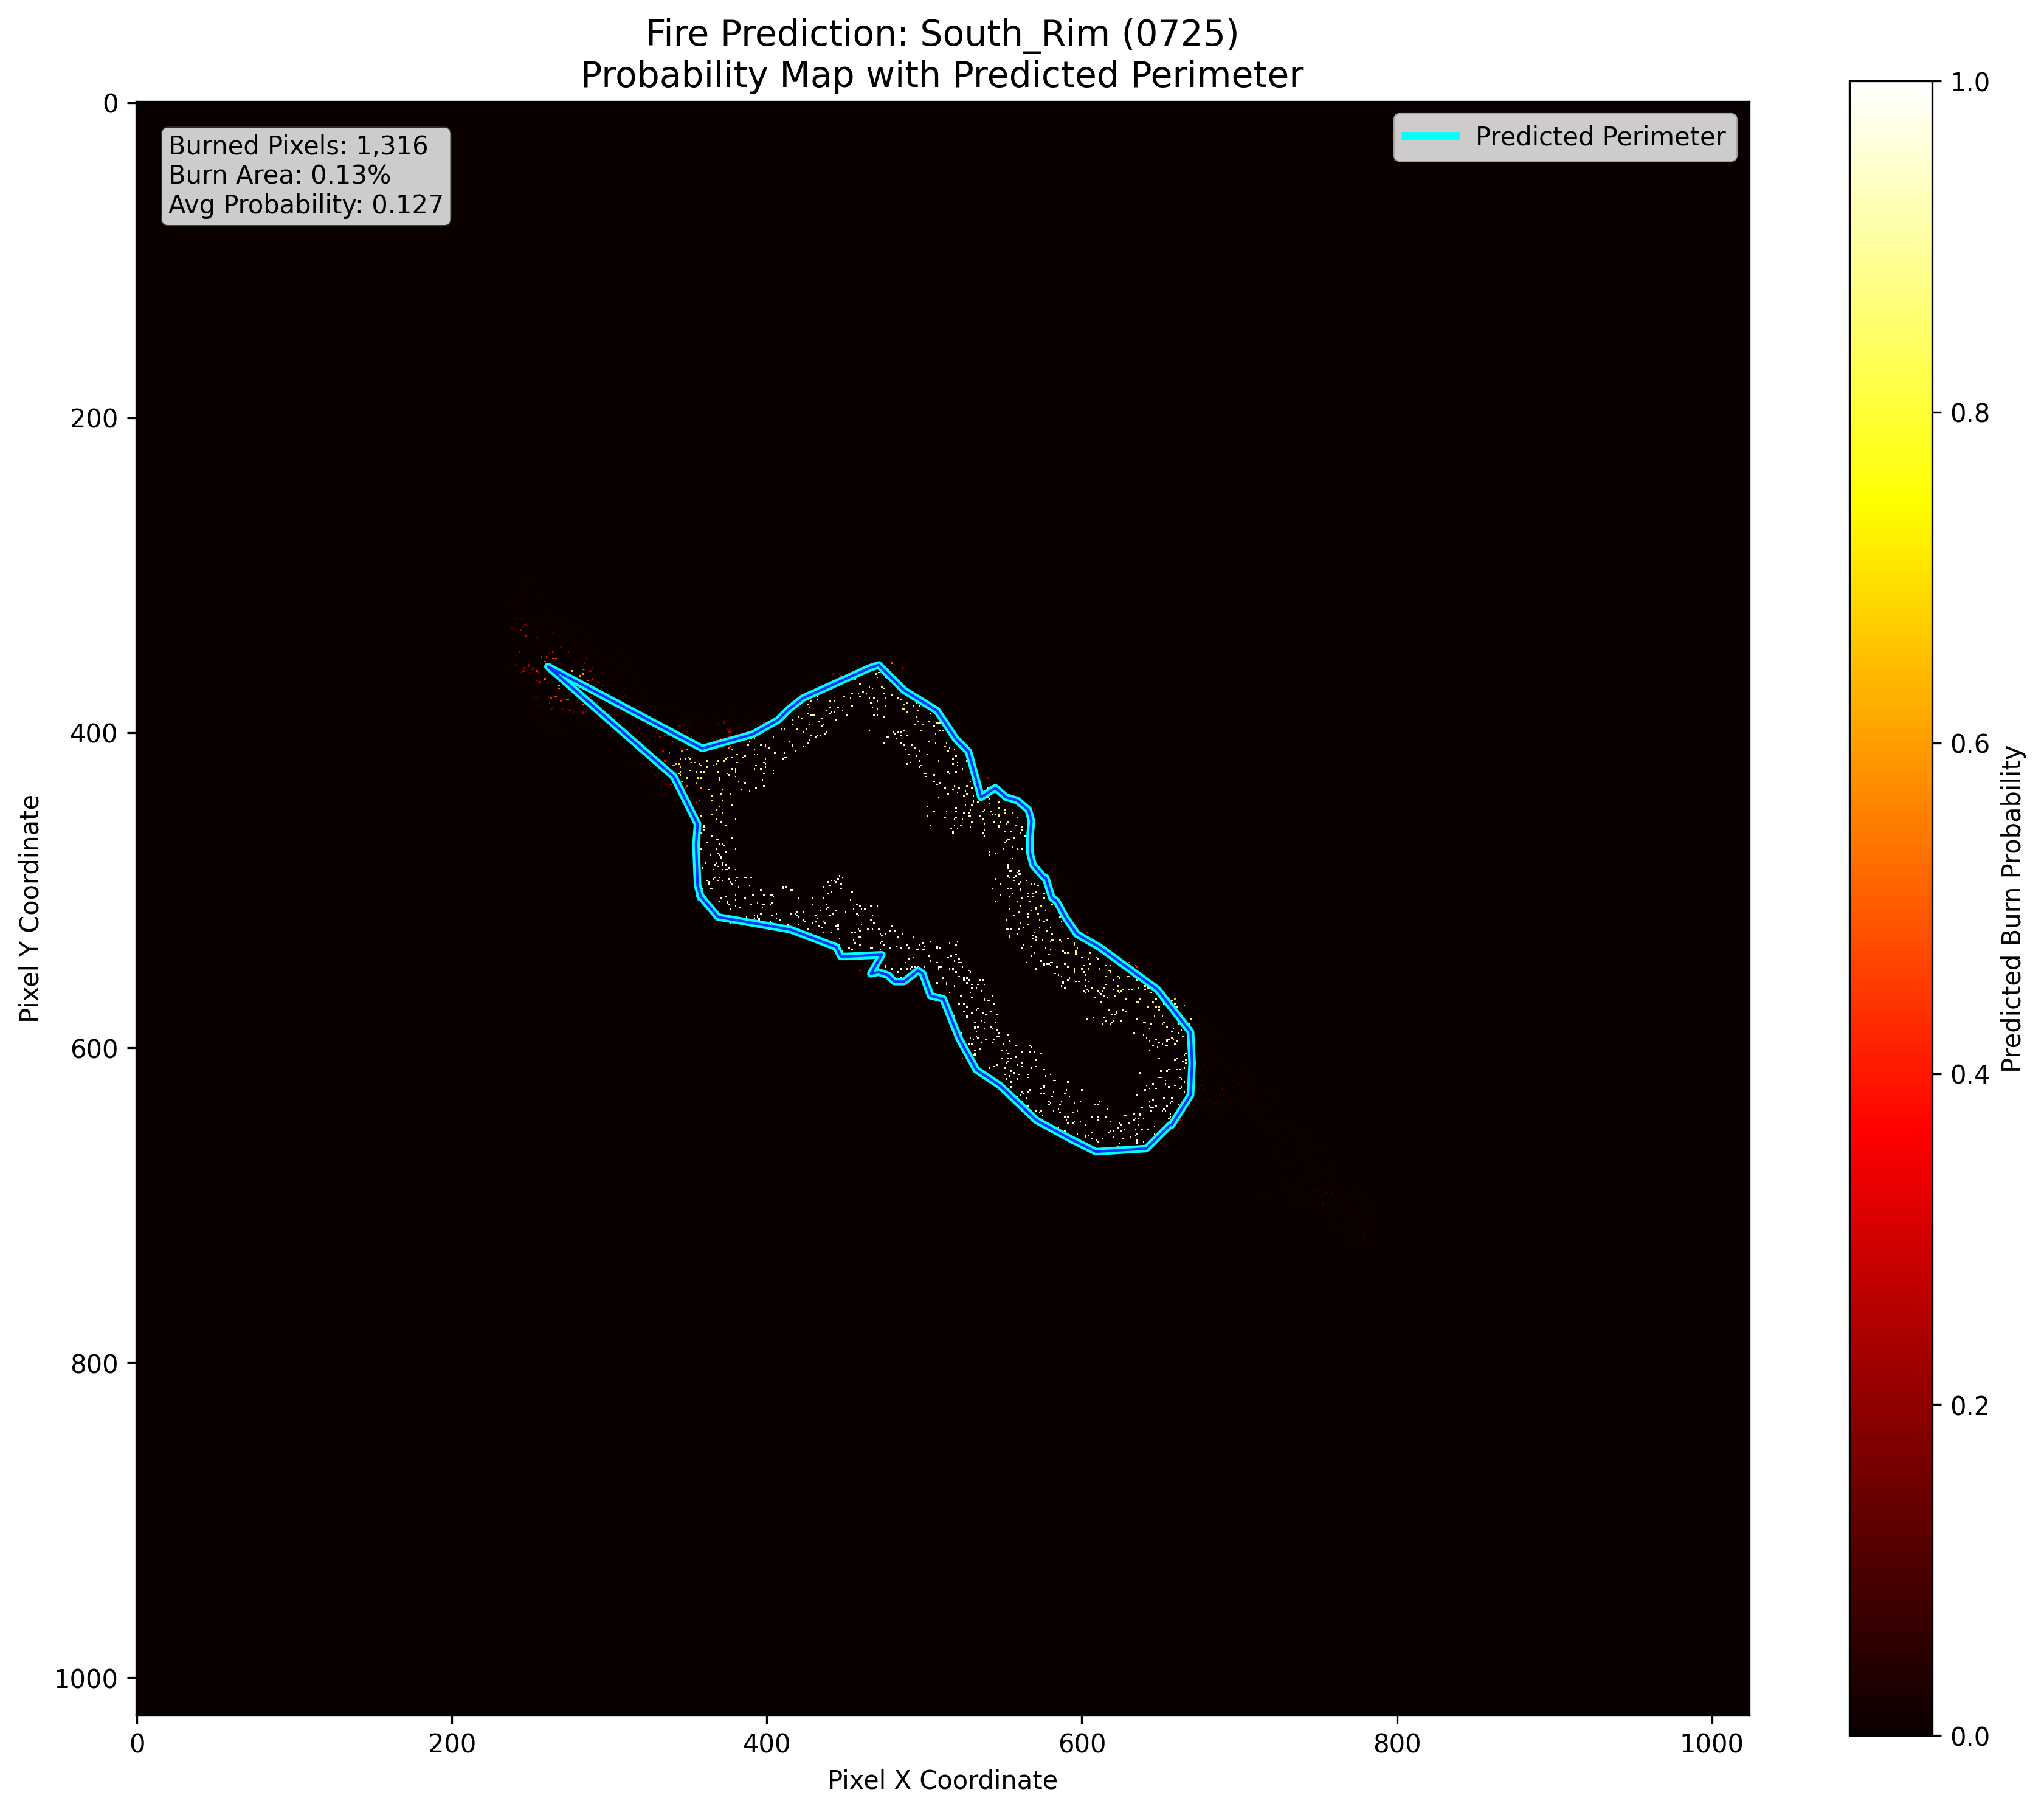 Fire Prediction: South_Rim (0725)
Probability Map with Predicted Perimeter
Burned Pixels: 1,316
Burn Area: 0.13%
Avg Probability: 0.127
Predicted Perimeter
0
200
400
600
800
1000
Pixel Y Coordinate
0
200
400
600
800
1000
Pixel X Coordinate
1.0
0.8
0.6
0.4
0.2
0.0
Predicted Burn Probability